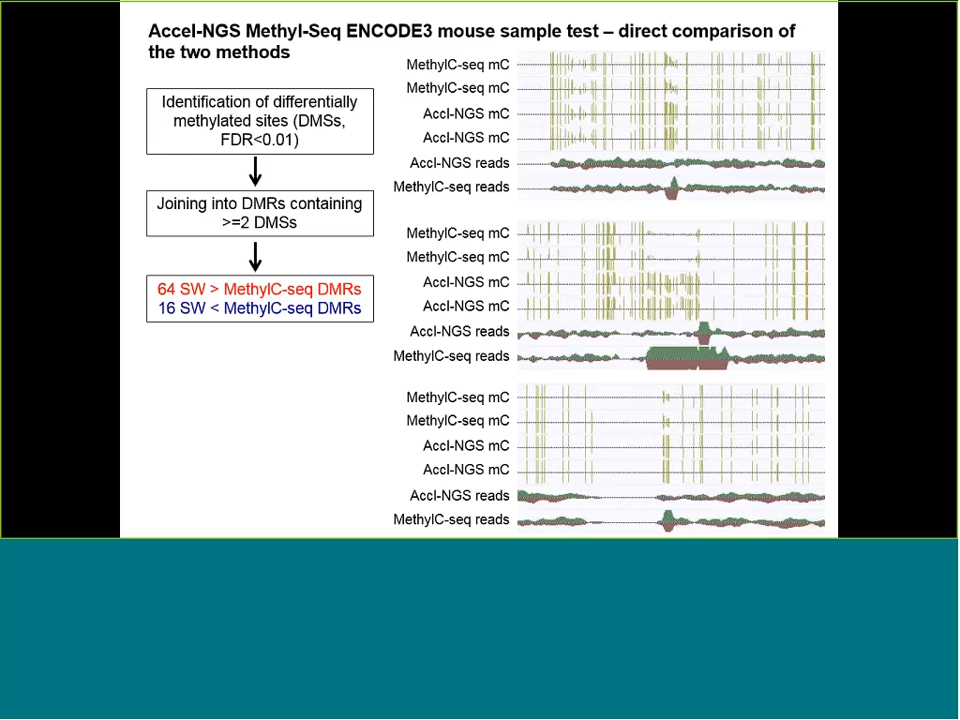 Accel-NGS Methyl-Seq ENCODE3 mouse sample test – direct comparison of
the two methods
Identification of differentially
methylated sites (DMSs,
FDR<0.01)
Joining into DMRs containing
>=2 DMSs
64 SW > MethylC-seq DMRs
16 SW < MethylC-seq DMRs
MethylC-seq mC
MethylC-seq mC
Accl-NGS mC
Accl-NGS mC
Accl-NGS reads
MethylC-seq reads
MethylC-seq mC
MethylC-seq mC
Accl-NGS mC
Accl-NGS mC
Accl-NGS reads
MethylC-seq reads
MethylC-seq mC
MethylC-seq mC
Accl-NGS mC
Accl-NGS mC
Accl-NGS reads
MethylC-seq reads